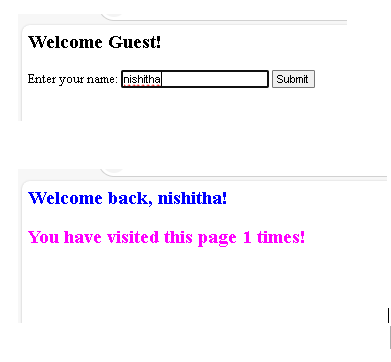 Welcome Guest!
Enter your name: nishitha Submit
Welcome back, nishitha!
You have visited this page 1 times!